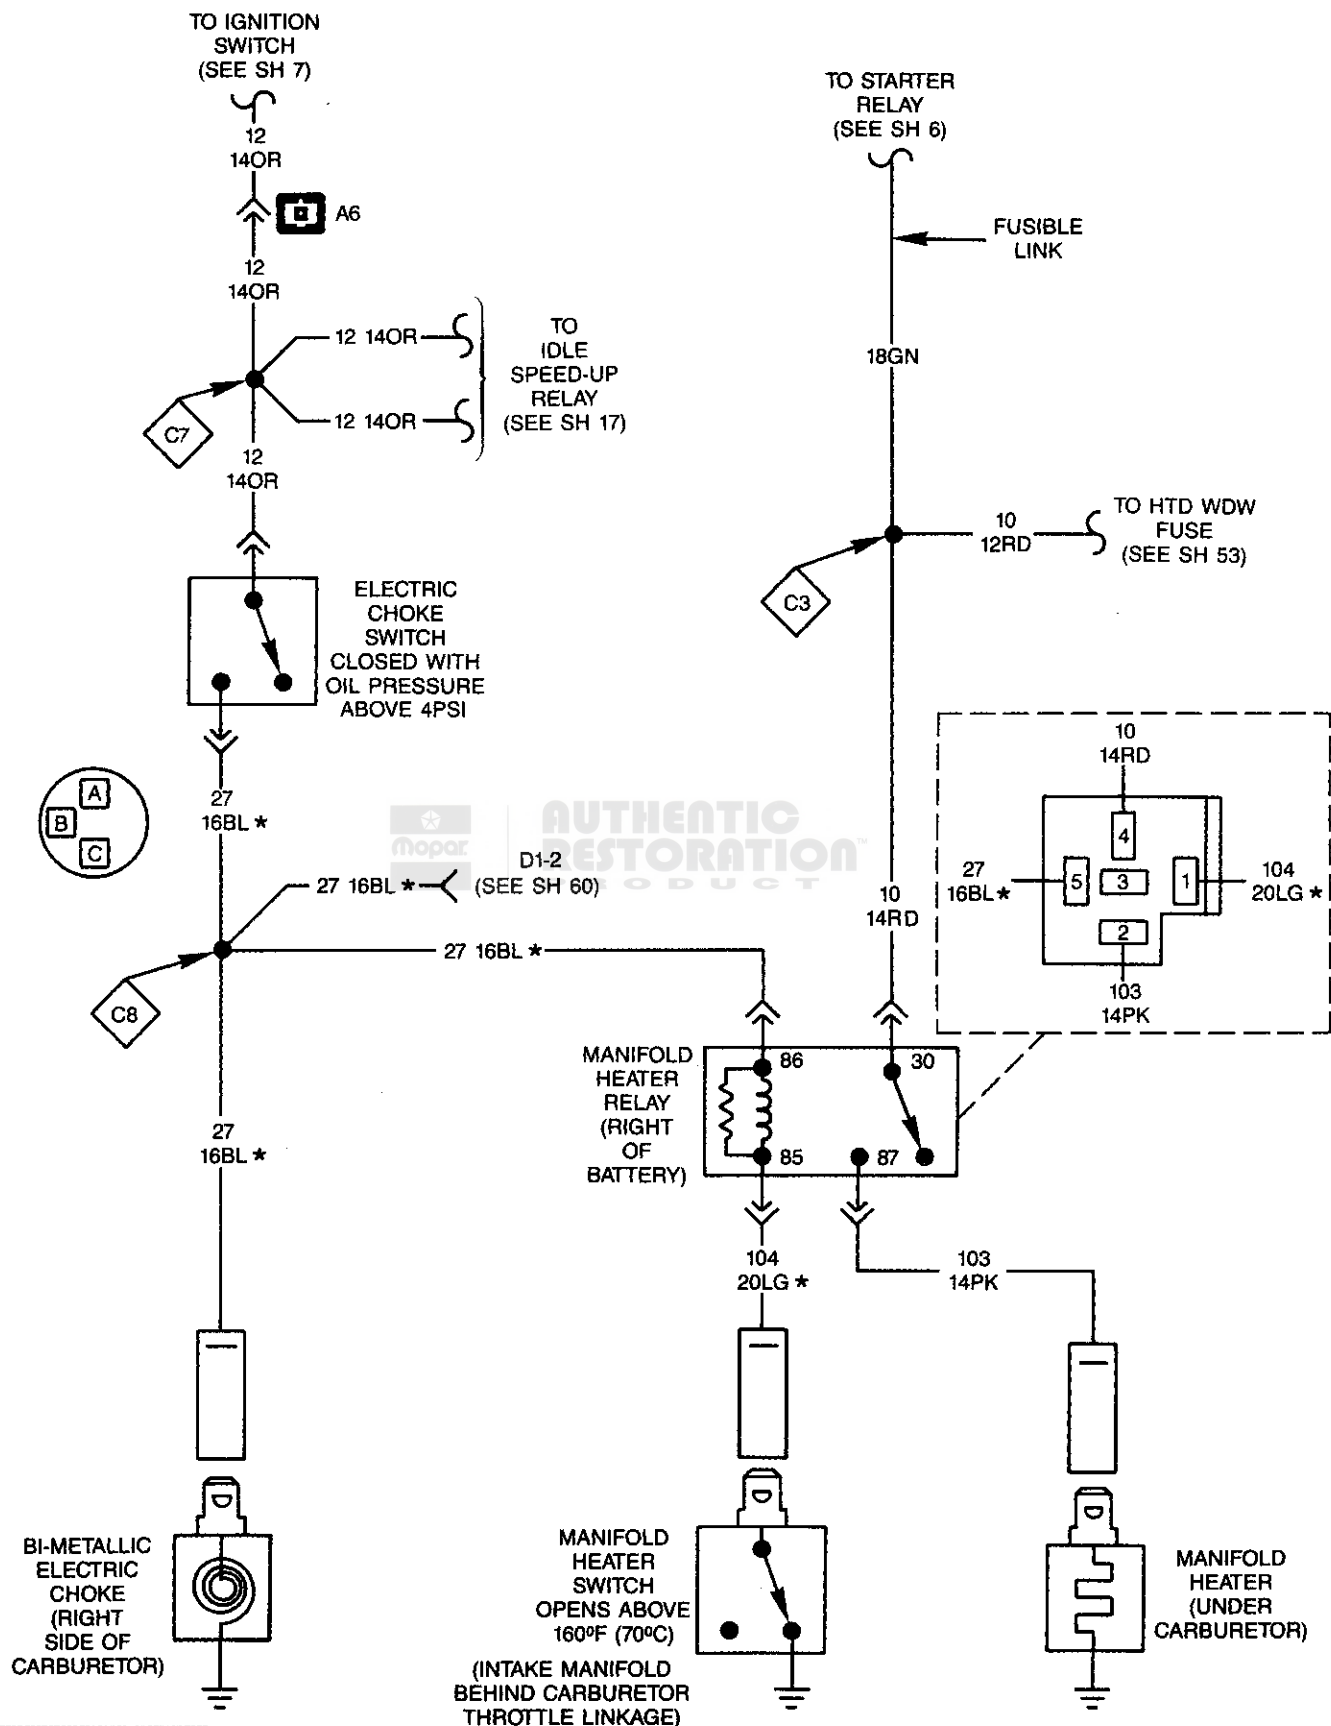 TO IGNITION
SWITCH
(SEE SH 7)
12
14OR
A6
12
14OR
12 14OR
12 14OR
TO
IDLE
SPEED-UP
RELAY
(SEE SH 17)
C7
12
14OR
ELECTRIC
CHOKE
SWITCH
CLOSED WITH
OIL PRESSURE
ABOVE 4PSI
A
B
C
27
16BL *
27 16BL *
D1-2
(SEE SH 60)
27 16BL *
C8
27
16BL *
BI-METALLIC
ELECTRIC
CHOKE
(RIGHT
SIDE OF
CARBURETOR)
TO STARTER
RELAY
(SEE SH 6)
FUSIBLE
LINK
18GN
10
12RD
TO HTD WDW
FUSE
(SEE SH 53)
C3
10
14RD
Mopar
AUTHENTIC
RESTORATION™
PRODUCT
10
14RD
4
27
16BL *
5
3
1
104
20LG *
2
103
14PK
MANIFOLD
HEATER
RELAY
(RIGHT
OF
BATTERY)
86
30
85
87
104
20LG *
103
14PK
MANIFOLD
HEATER
SWITCH
OPENS ABOVE
160ºF (70ºC)
(INTAKE MANIFOLD
BEHIND CARBURETOR
THROTTLE LINKAGE)
MANIFOLD
HEATER
(UNDER
CARBURETOR)